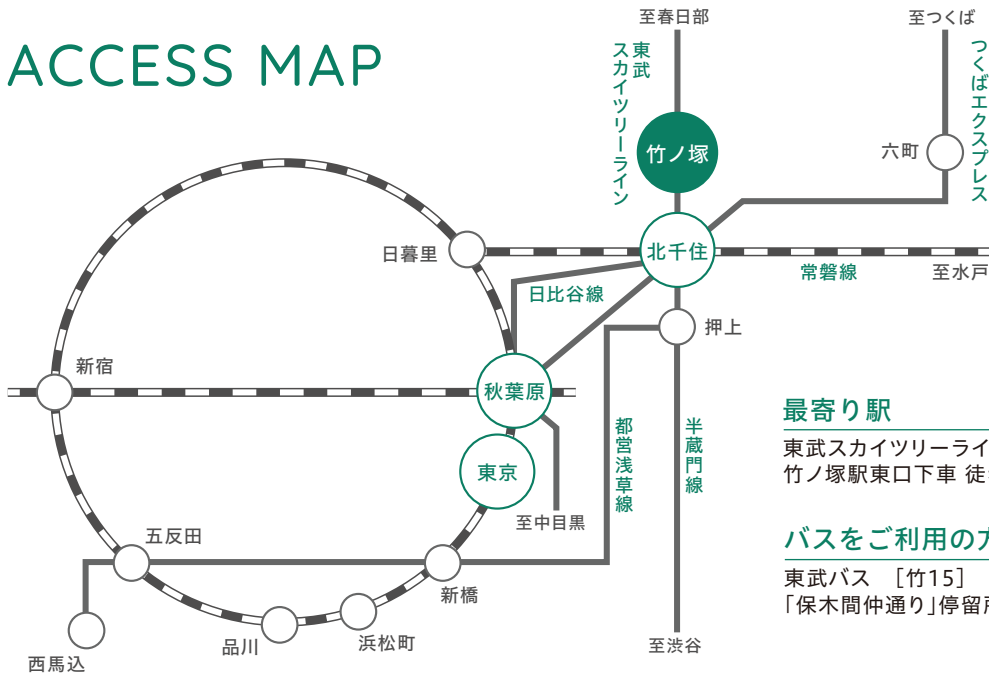 ACCESS MAP
至春日部
至つくば
東武
スカイツリーライン
つくばエクスプレス
竹ノ塚
六町
日暮里
北千住
常磐線
至水戸
日比谷線
押上
新宿
秋葉原
都営浅草線
半蔵門線
東京
至中目黒
五反田
新橋
品川
浜松町
西馬込
至渋谷
最寄り駅
東武スカイツリーライ
竹ノ塚駅東口下車 徒
バスをご利用の方
東武バス ［竹15］
「保木間仲通り」停留